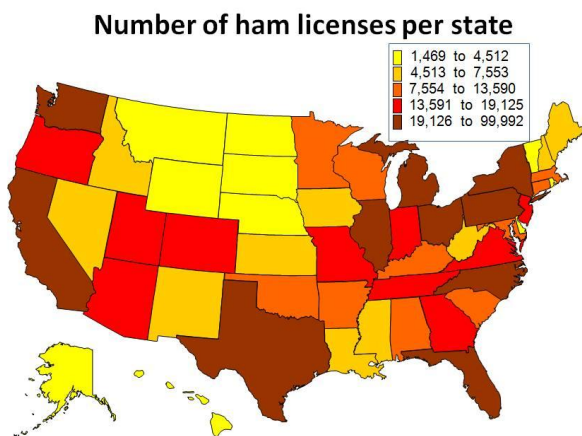 Number of ham licenses per state
1,469 to 4,512
4,513 to 7,553
7,554 to 13,590
13,591 to 19,125
19,126 to 99,992